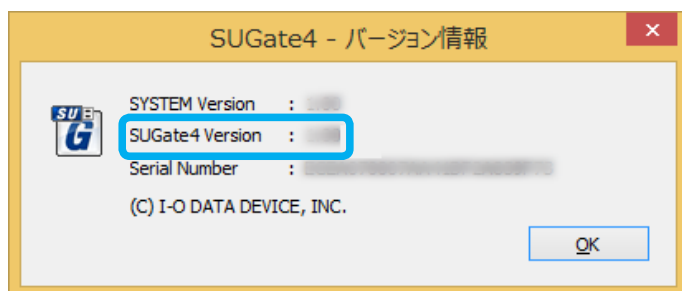 SUGate4 - バージョン情報
SU
G
SYSTEM Version :
SUGate4 Version :
Serial Number :
(C) I-O DATA DEVICE, INC.
OK